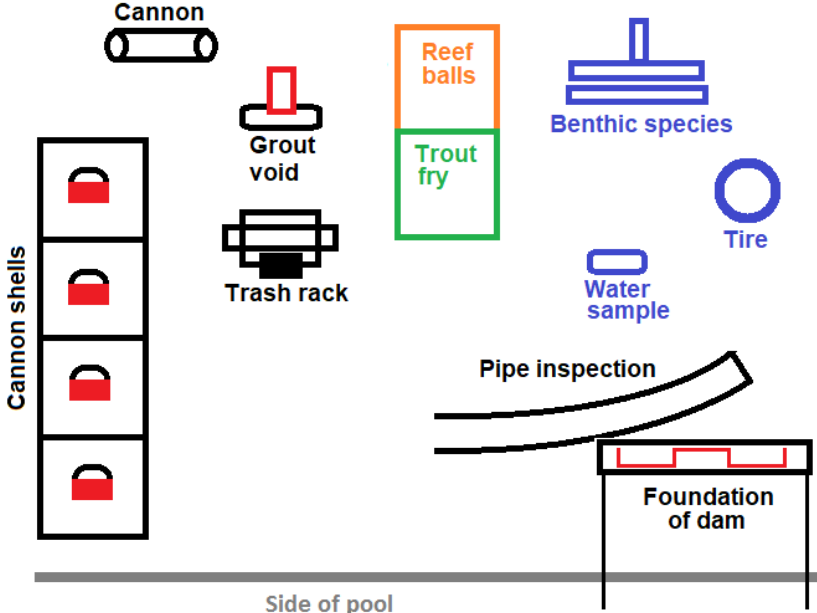 Cannon
Reef
balls
Benthic species
Grout
void
Trout
fry
Tire
Cannon shells
Trash rack
Water
sample
Pipe inspection
Foundation
of dam
Side of pool